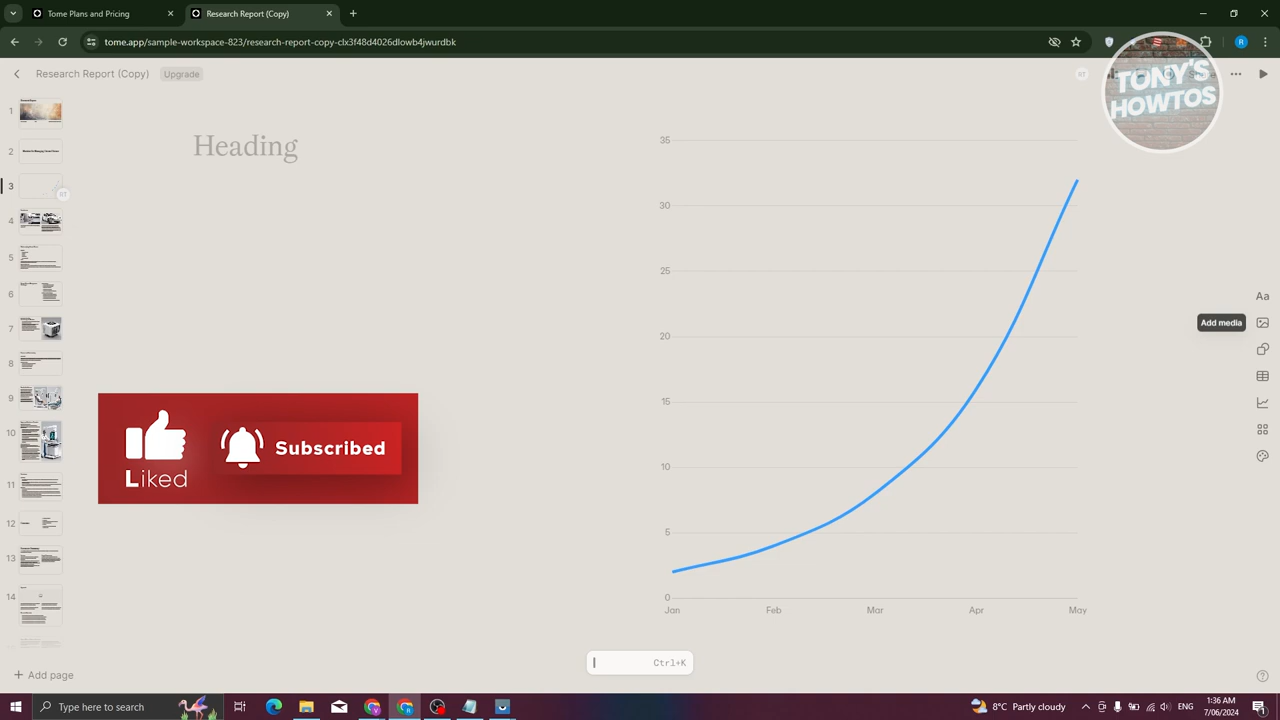 Tome Plans and Pricing
Research Report (Copy)
tome.app/sample-workspace-823/research-report-copy-clx3f48d4026dlowb4jwurdbk
R
Research Report (Copy)
Upgrade
TONY'S
HOWTOS
1
2
3
4
5
6
7
8
9
10
11
12
13
14
Heading
35
30
25
20
15
10
5
0
Jan
Feb
Mar
Apr
May
Aa
Add media
Liked
Subscribed
Ctrl+K
Add page
Type here to search
8°C Partly cloudy
ENG
1:36 AM
7/06/2024